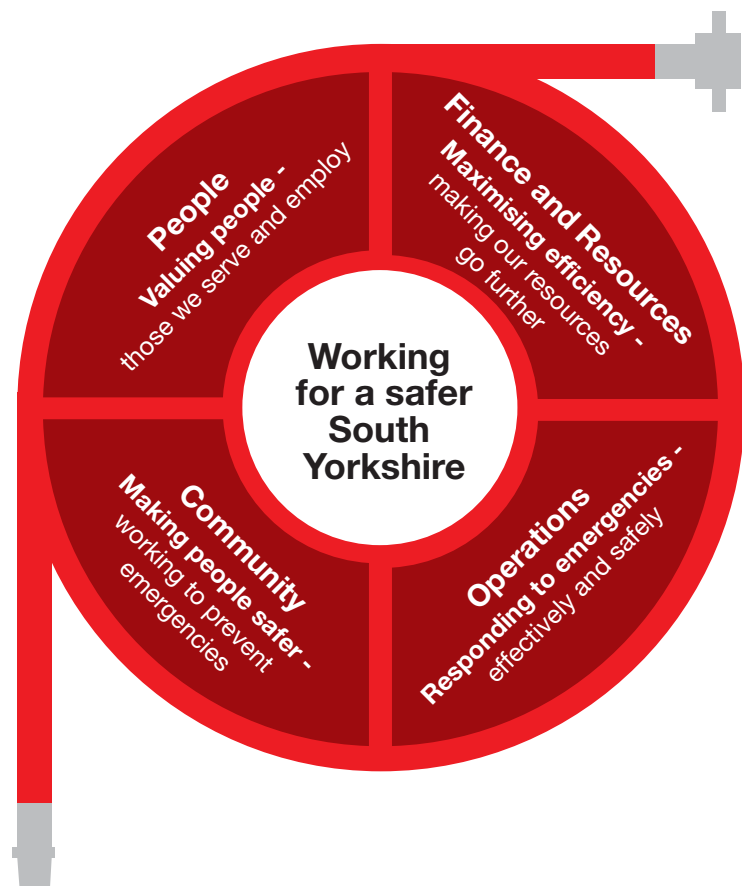 People
Valuing people -
those we serve and employ
Finance and Resources
Maximising efficiency -
making our resources
go further
Working
for a safer
South
Yorkshire
Community
Making people safer -
working to prevent
emergencies
Operations
Responding to emergencies -
effectively and safely